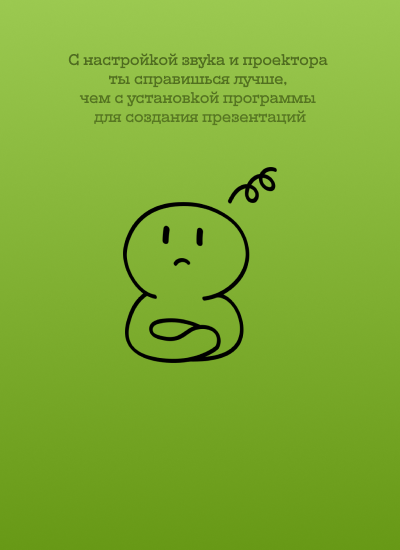 С настройкой звука и проектора
ты справишься лучше,
чем с установкой программы
для создания презентаций